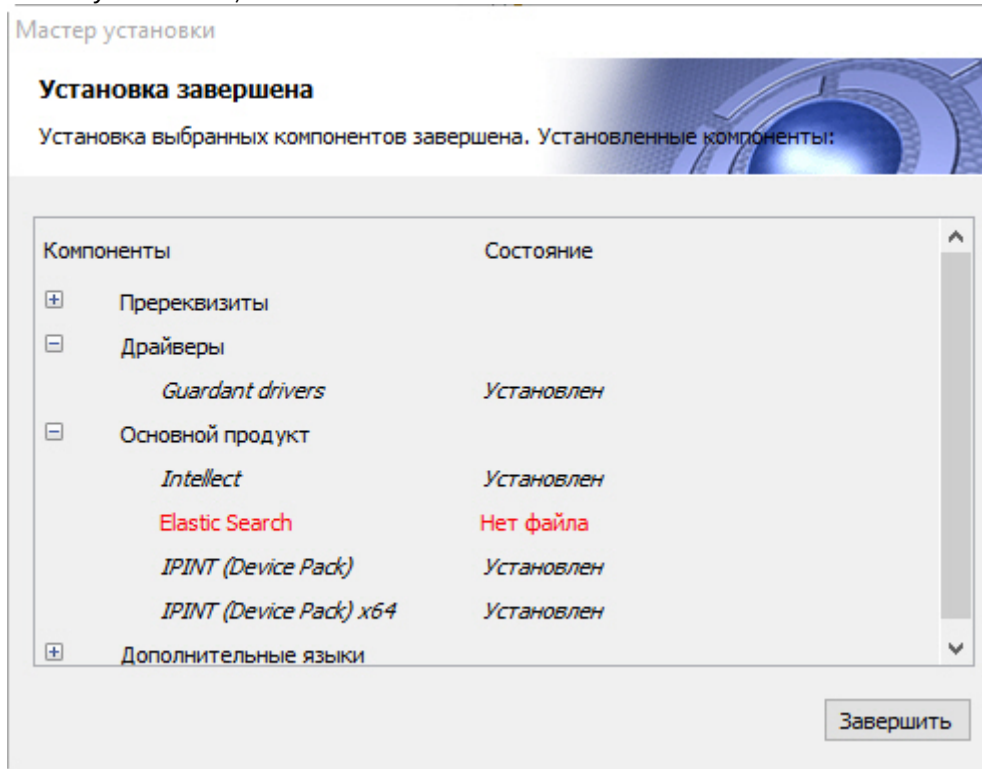 Мастер установки
Установка завершена
Установка выбранных компонентов завершена. Установленные компоненты:
Компоненты Состояние
Пререквизиты
Драйверы
Guardant drivers Установлен
Основной продукт
Intellect Установлен
Elastic Search Нет файла
IPINT (Device Pack) Установлен
IPINT (Device Pack) x64 Установлен
Дополнительные языки
Завершить